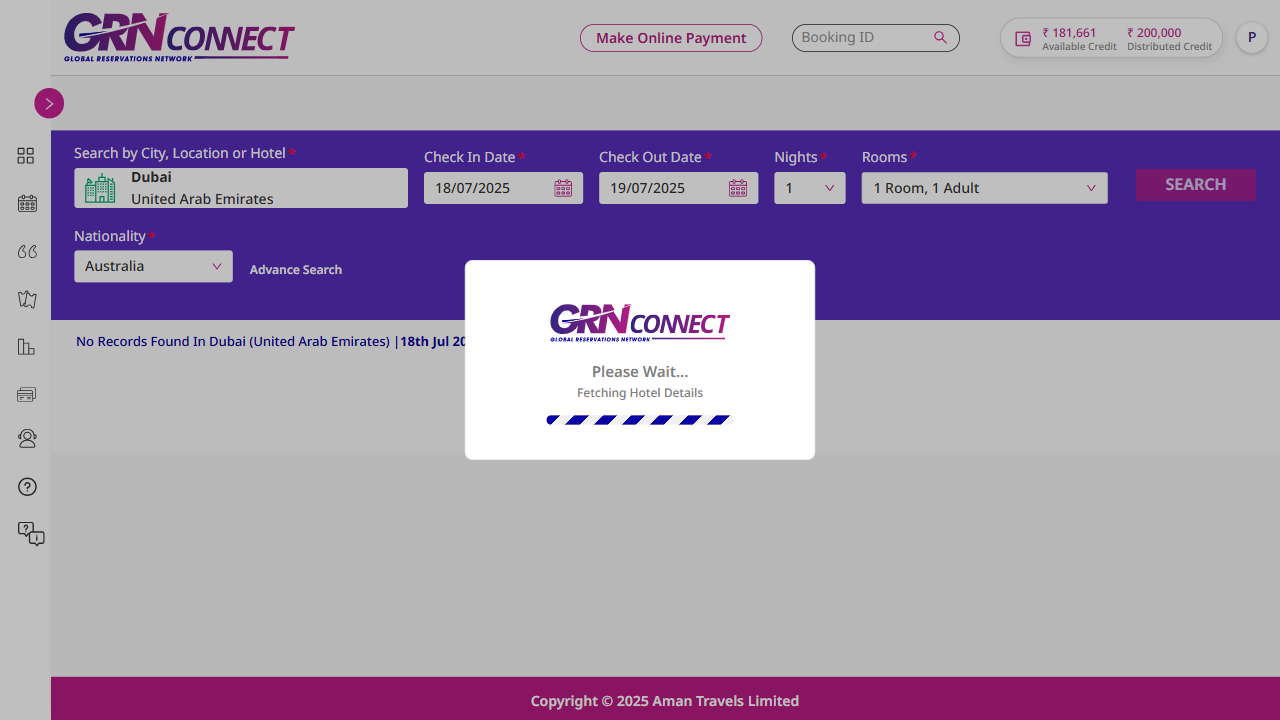 GRN CONNECT
GLOBAL RESERVATIONS NETWORK
Make Online Payment
Booking ID
₹ 181,661
Available Credit
₹ 200,000
Distributed Credit
P
Search by City, Location or Hotel *
Dubai
United Arab Emirates
Check In Date *
18/07/2025
Check Out Date *
19/07/2025
Nights *
1
Rooms *
1 Room, 1 Adult
SEARCH
Nationality *
Australia
Advance Search
No Records Found In Dubai (United Arab Emirates) |18th Jul 20
GRN CONNECT
GLOBAL RESERVATIONS NETWORK
Please Wait...
Fetching Hotel Details
Copyright © 2025 Aman Travels Limited